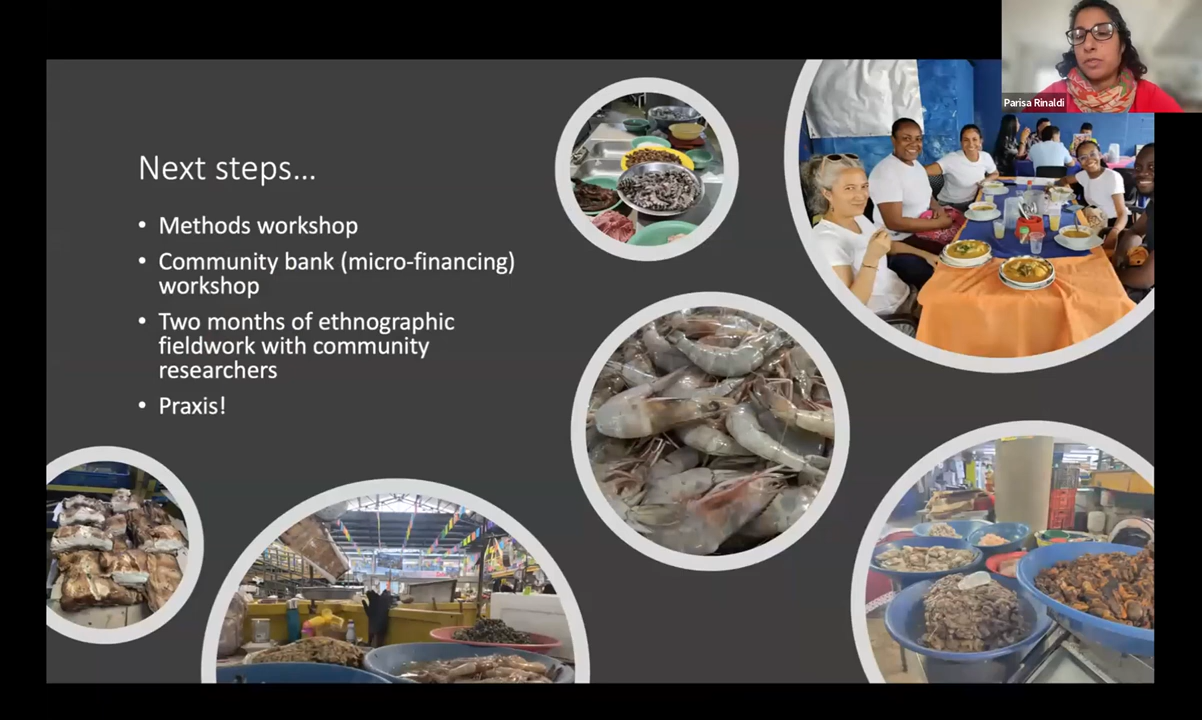 Parisa Rinaldi
Next steps...
• Methods workshop
• Community bank (micro-financing)
workshop
• Two months of ethnographic
fieldwork with community
researchers
• Praxis!